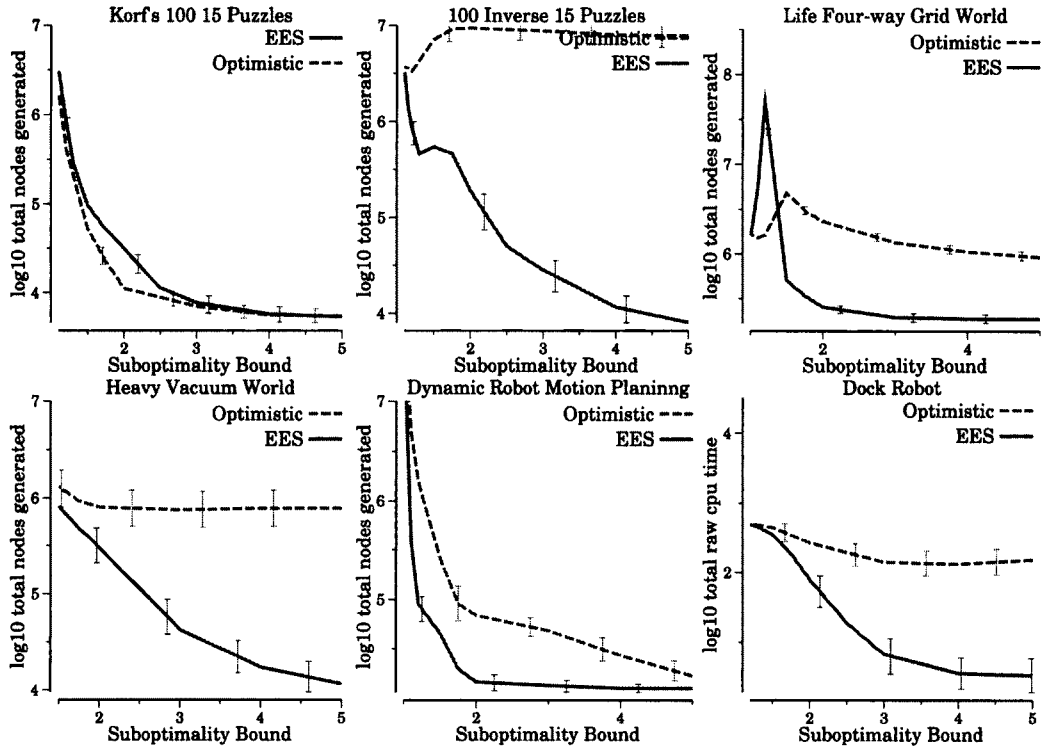 Korf's 100 15 Puzzles
7
EES
Optimistic
6
5
4
log10 total nodes generated
2
3
4
5
Suboptimality Bound
100 Inverse 15 Puzzles
7
Optimistic
EES
6
5
4
log10 total nodes generated
2
3
4
5
Suboptimality Bound
Life Four-way Grid World
Optimistic
EES
8
7
6
log10 total nodes generated
2
4
Suboptimality Bound
Heavy Vacuum World
7
Optimistic
EES
6
5
4
log10 total nodes generated
2
3
4
5
Suboptimality Bound
Dynamic Robot Motion Planinng
7
Optimistic
EES
6
5
log10 total nodes generated
2
4
Suboptimality Bound
Dock Robot
Optimistic
EES
4
2
log10 total raw cpu time
2
3
4
5
Suboptimality Bound